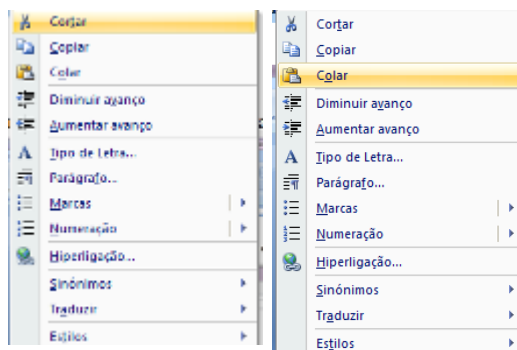 Cortar
Copiar
Colar
Diminuir avanço
Aumentar avanço
Tipo de Letra...
Parágrafo...
Marcas
Numeração
Hiperligação...
Sinónimos
Traduzir
Estilos
Cortar
Copiar
Colar
Diminuir avanço
Aumentar avanço
Tipo de Letra...
Parágrafo...
Marcas
Numeração
Hiperligação...
Sinónimos
Traduzir
Estilos